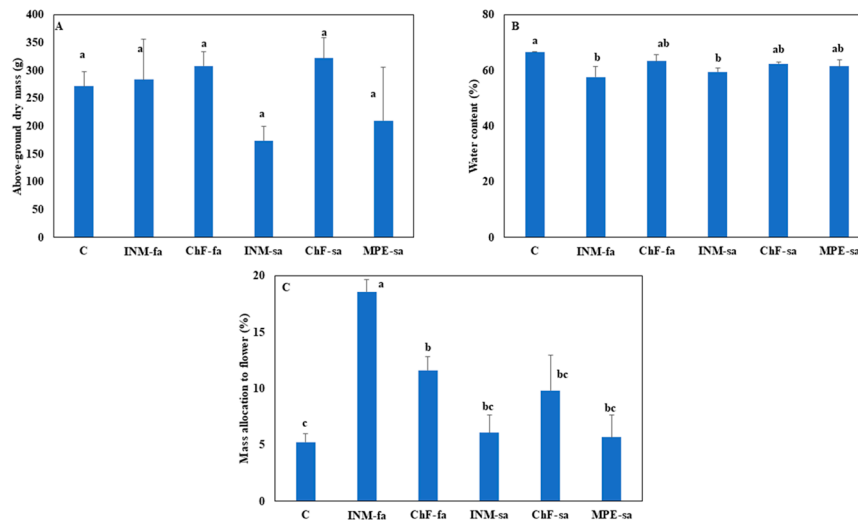 A
Above-ground dry mass (g)
400
350
300
250
200
150
100
50
0
a a a a a a
C INM-fa ChF-fa INM-sa ChF-sa MPE-sa
B
Water content (%)
80
60
40
20
0
a b ab b ab ab
C INM-fa ChF-fa INM-sa ChF-sa MPE-sa
C
Mass allocation to flower (%)
20
15
10
5
0
c a b bc bc bc
C INM-fa ChF-fa INM-sa ChF-sa MPE-sa